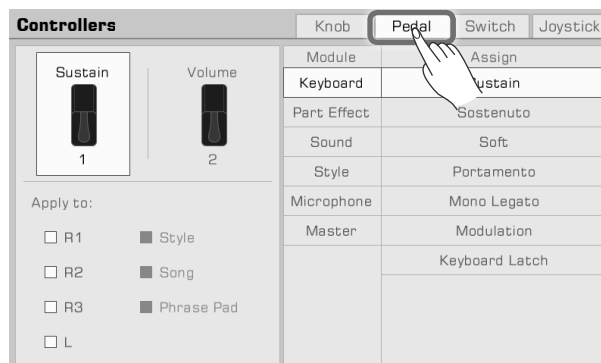 Controllers
Knob Pedal Switch Joystick
Sustain Volume
1 2
Apply to:
R1 Style
R2 Song
R3 Phrase Pad
L
Module Assign
Keyboard Sustain
Part Effect Sostenuto
Sound Soft
Style Portamento
Microphone Mono Legato
Master Modulation
Keyboard Latch